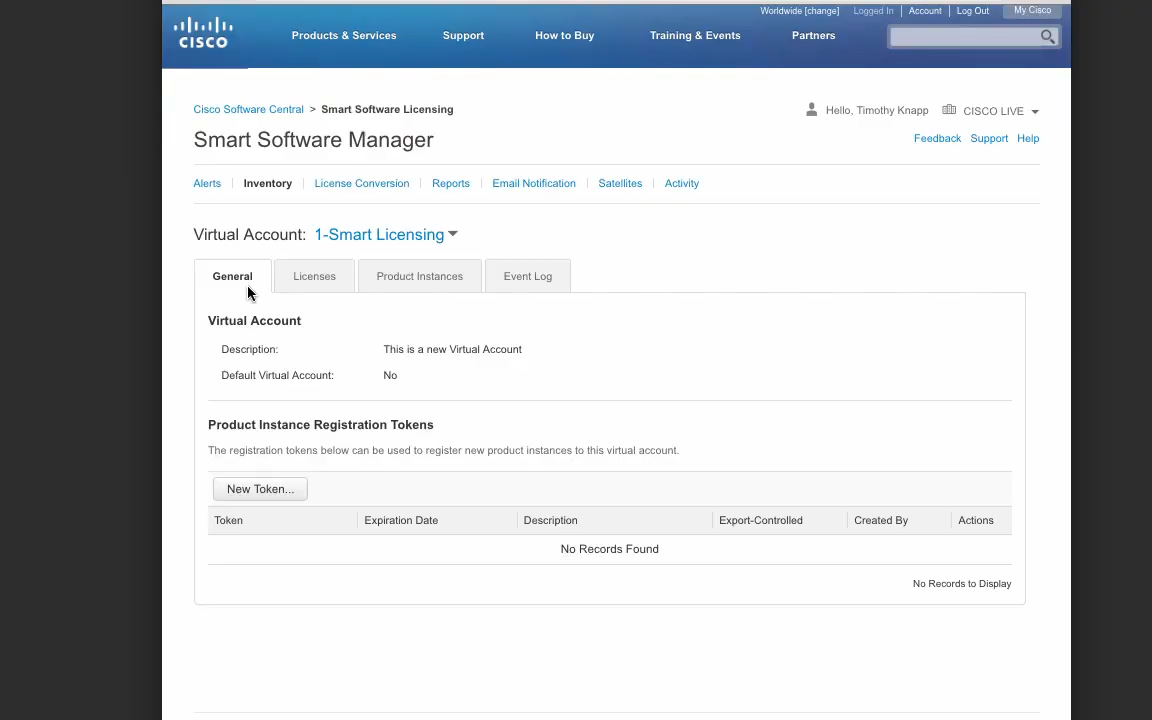 Worldwide [change] Logged In Account Log Out My Cisco
CISCO
Products & Services Support How to Buy Training & Events Partners
Cisco Software Central > Smart Software Licensing
Hello, Timothy Knapp CISCO LIVE
Smart Software Manager
Feedback Support Help
Alerts Inventory License Conversion Reports Email Notification Satellites Activity
Virtual Account: 1-Smart Licensing
General Licenses Product Instances Event Log
Virtual Account
Description: This is a new Virtual Account
Default Virtual Account: No
Product Instance Registration Tokens
The registration tokens below can be used to register new product instances to this virtual account.
New Token...
Token Expiration Date Description Export-Controlled Created By Actions
No Records Found
No Records to Display